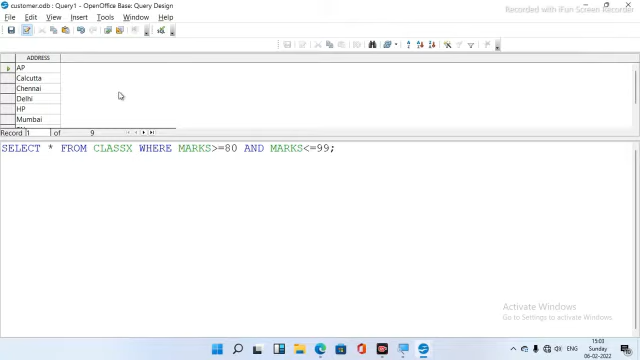 customer.odb : Query1 - OpenOffice Base: Query Design
Recorded with iFun Screen Recorder
File Edit View Insert Tools Window Help
ADDRESS
AP
Calcutta
Chennai
Delhi
HP
Mumbai
Record 1 of 9
SELECT * FROM CLASSX WHERE MARKS>=80 AND MARKS<=99;
Activate Windows
Go to Settings to activate Windows.
ENG
15:03
Sunday
06-02-2022